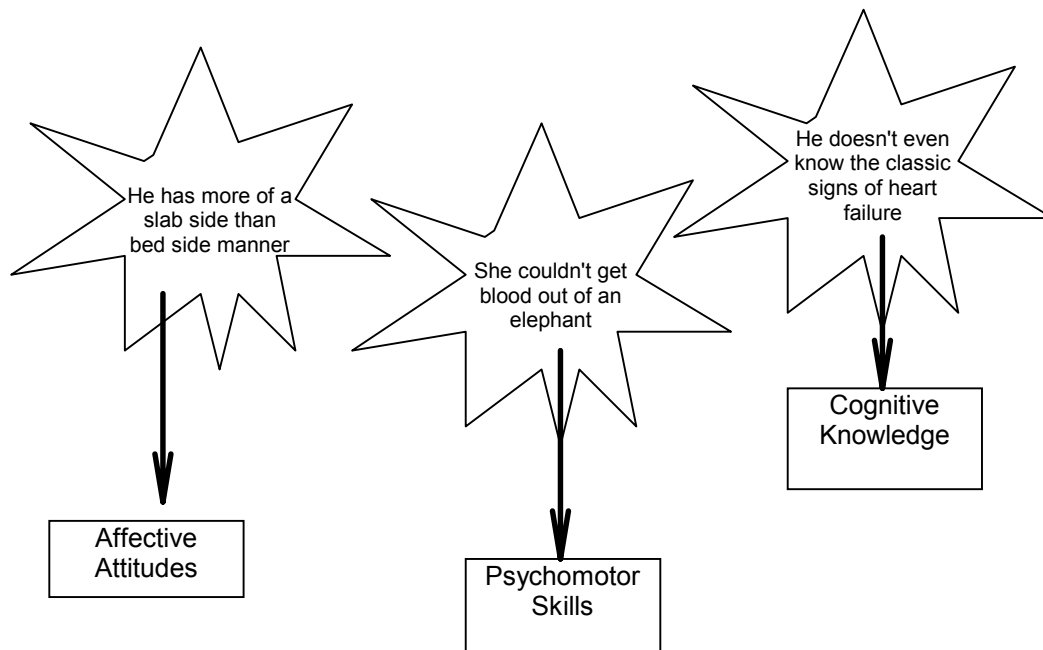 He has more of a
slab side than
bed side manner
She couldn't get
blood out of an
elephant
He doesn't even
know the classic
signs of heart
failure
Affective
Attitudes
Psychomotor
Skills
Cognitive
Knowledge